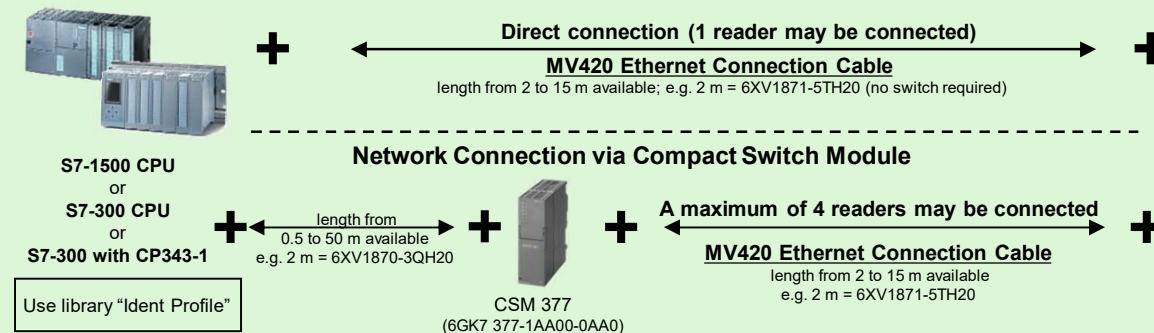 Direct connection (1 reader may be connected)
MV420 Ethernet Connection Cable
length from 2 to 15 m available; e.g. 2 m = 6XV1871-5TH20 (no switch required)
Network Connection via Compact Switch Module
S7-1500 CPU
or
S7-300 CPU
or
S7-300 with CP343-1
Use library “Ident Profile”
length from
0.5 to 50 m available
e.g. 2 m = 6XV1870-3QH20
CSM 377
(6GK7 377-1AA00-0AA0)
A maximum of 4 readers may be connected
MV420 Ethernet Connection Cable
length from 2 to 15 m available
e.g. 2 m = 6XV1871-5TH20